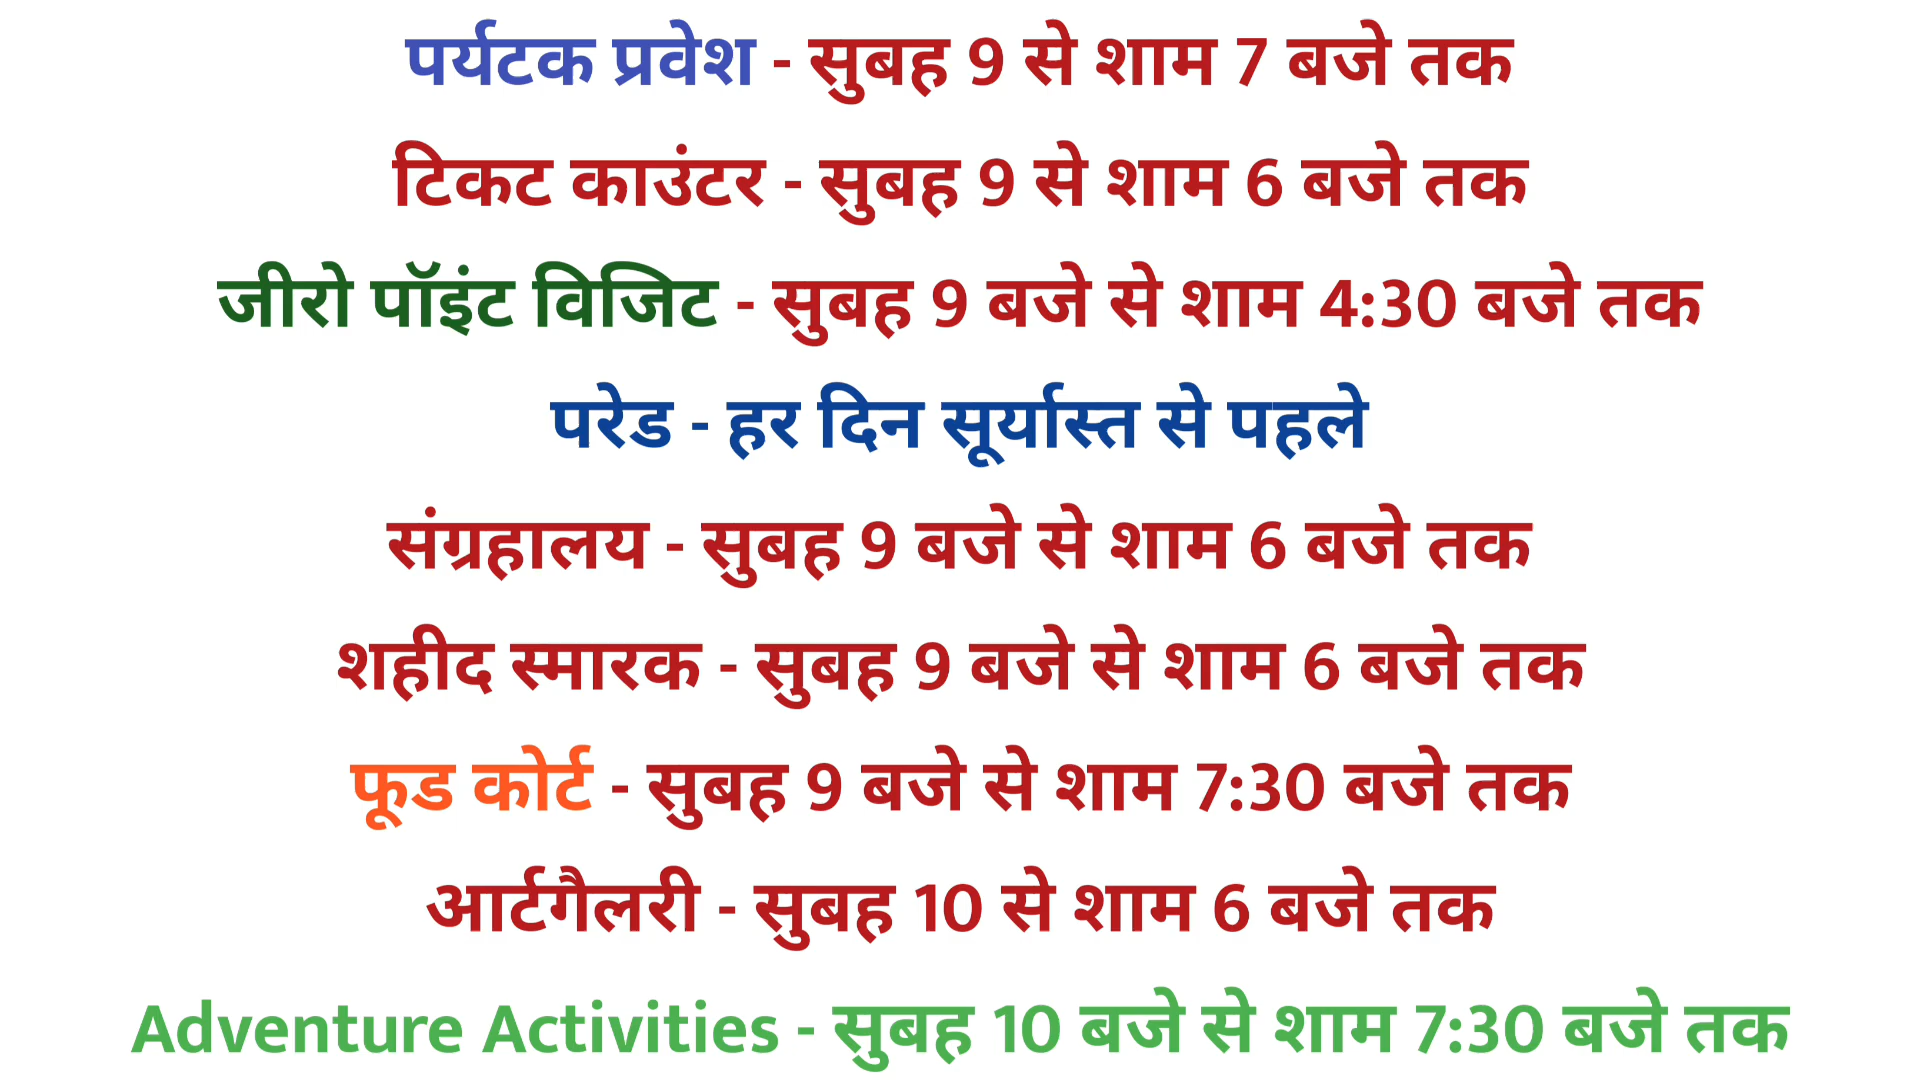 पर्यटक प्रवेश - सुबह 9 से शाम 7 बजे तक
टिकट काउंटर - सुबह 9 से शाम 6 बजे तक
जीरो पॉइंट विजिट - सुबह 9 बजे से शाम 4:30 बजे तक
परेड - हर दिन सूर्यास्त से पहले
संग्रहालय - सुबह 9 बजे से शाम 6 बजे तक
शहीद स्मारक - सुबह 9 बजे से शाम 6 बजे तक
फूड कोर्ट - सुबह 9 बजे से शाम 7:30 बजे तक
आर्टगैलरी - सुबह 10 से शाम 6 बजे तक
Adventure Activities - सुबह 10 बजे से शाम 7:30 बजे तक